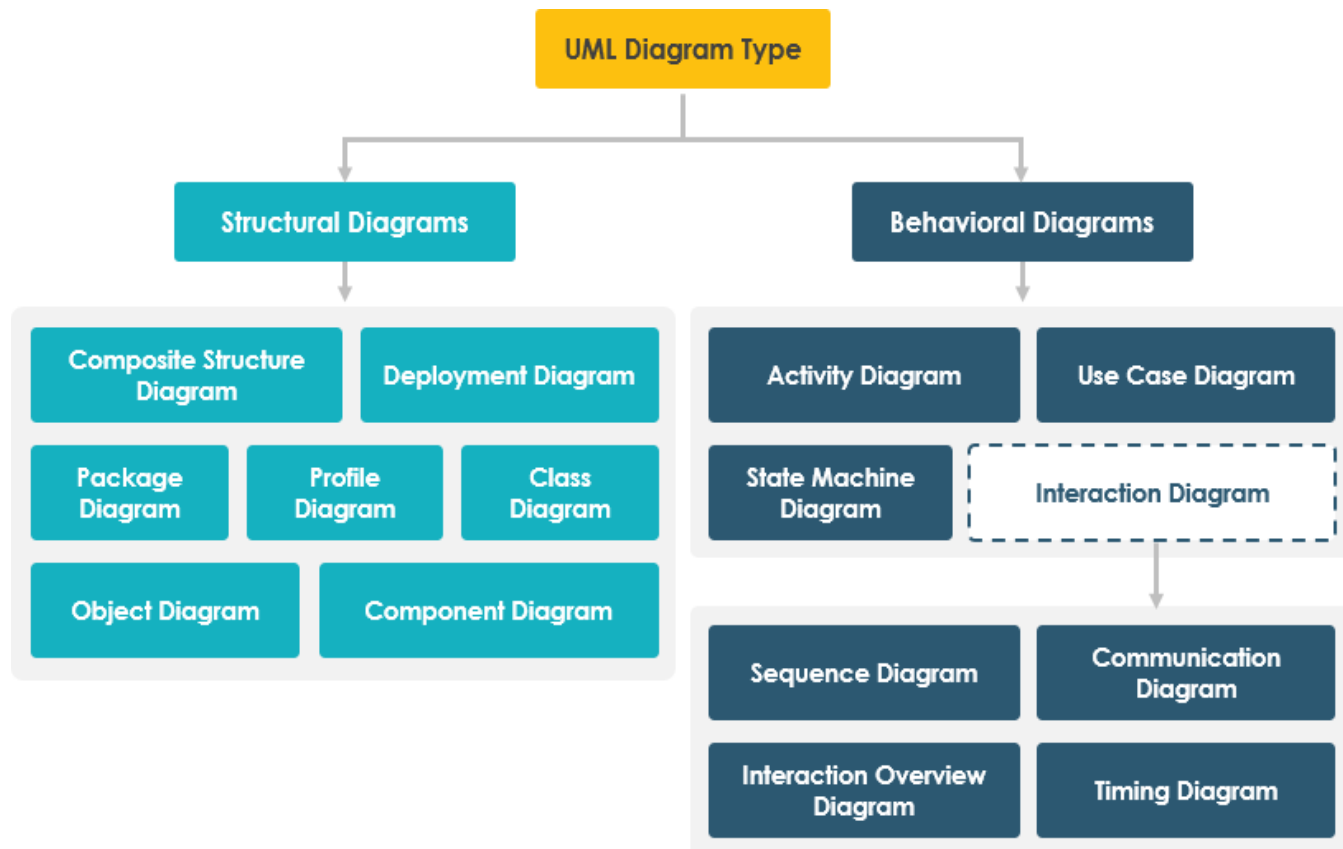 UML Diagram Type
Structural Diagrams
Behavioral Diagrams
Composite Structure
Diagram
Deployment Diagram
Package
Diagram
Profile
Diagram
Class
Diagram
Object Diagram
Component Diagram
Activity Diagram
Use Case Diagram
State Machine
Diagram
Interaction Diagram
Sequence Diagram
Communication
Diagram
Interaction Overview
Diagram
Timing Diagram